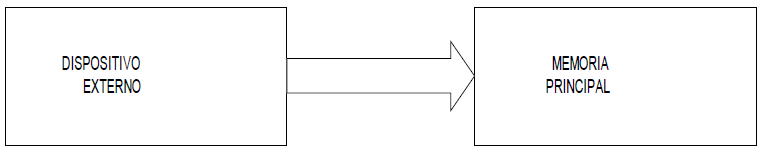 DISPOSITIVO
EXTERNO
MEMORIA
PRINCIPAL